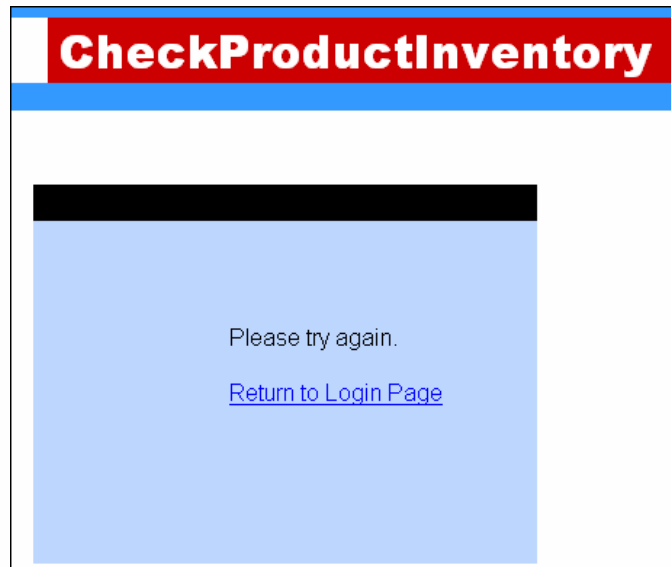 CheckProductInventory
Please try again.
Return to Login Page